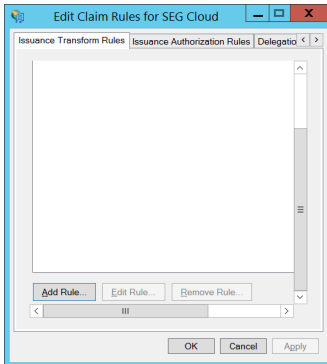 Edit Claim Rules for SEG Cloud
Issuance Transform Rules Issuance Authorization Rules Delegatio
Add Rule... Edit Rule... Remove Rule...
OK Cancel Apply